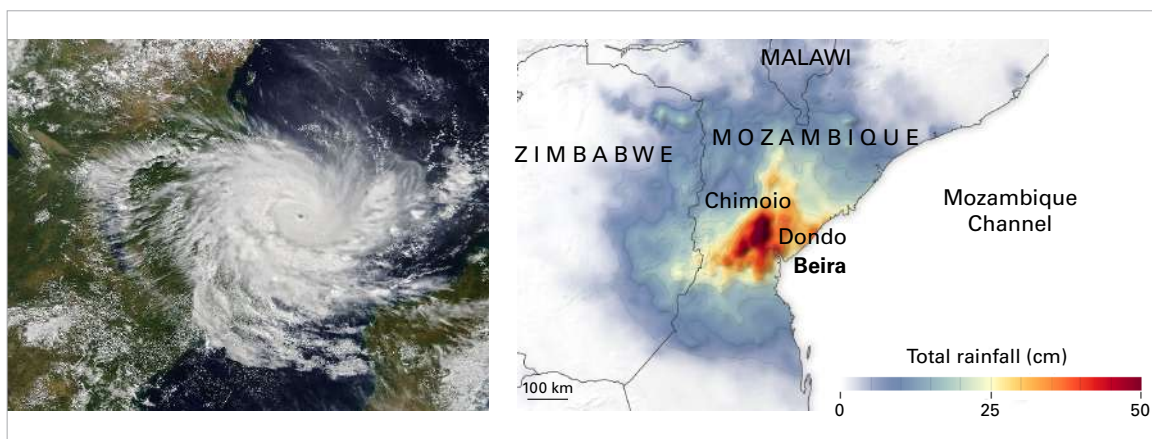 MALAWI
MOZAMBIQUE
ZIMBABWE
Chimoio
Mozambique
Channel
Dondo
Beira
Total rainfall (cm)
100 km
0 25 50